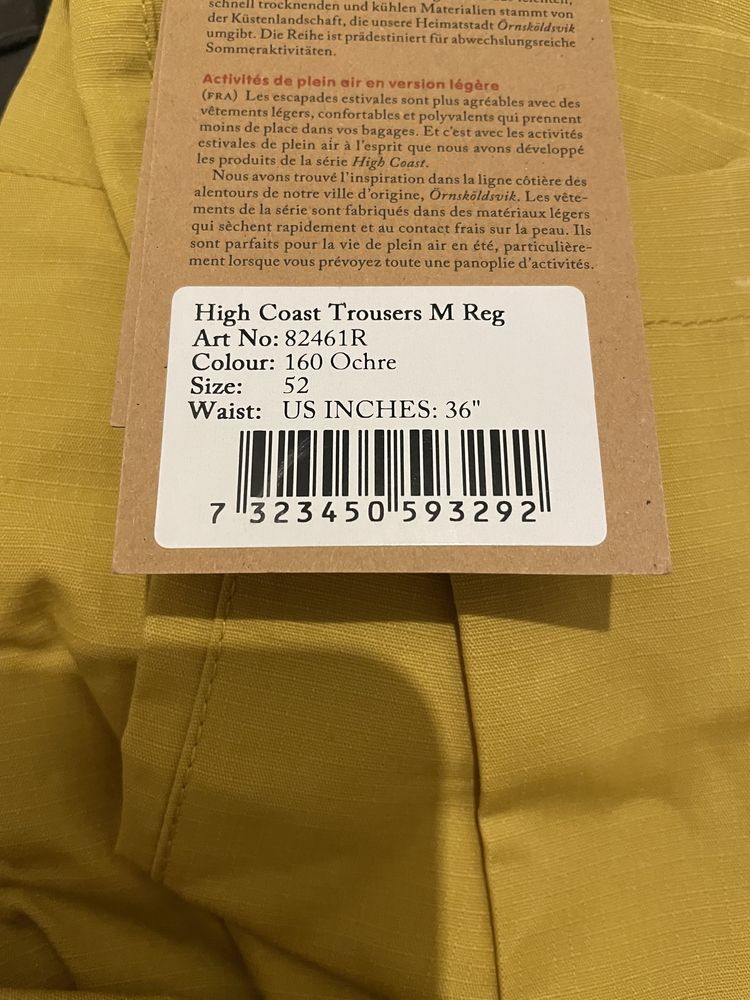 schnell trocknenden und kühlen Materialien stammt von
der Küstenlandschaft, die unsere Heimatstadt Örnsköldsvik
umgibt. Die Reihe ist prädestiniert für abwechslungsreiche
Sommeraktivitäten.
Activités de plein air en version légère
(FRA) Les escapades estivales sont plus agréables avec des
vêtements légers, confortables et polyvalents qui prennent
moins de place dans vos bagages. Et c'est avec les activités
estivales de plein air à l'esprit que nous avons développé
les produits de la série High Coast.
Nous avons trouvé l'inspiration dans la ligne côtière des
alentours de notre ville d'origine, Örnsköldsvik. Les vête-
ments de la série sont fabriqués dans des matériaux légers
qui sèchent rapidement et au contact frais sur la peau. Ils
sont parfaits pour la vie de plein air en été, particulière-
ment lorsque vous prévoyez toute une panoplie d'activités.
High Coast Trousers M Reg
Art No: 82461R
Colour: 160 Ochre
Size: 52
Waist: US INCHES: 36"
7 323450 593292